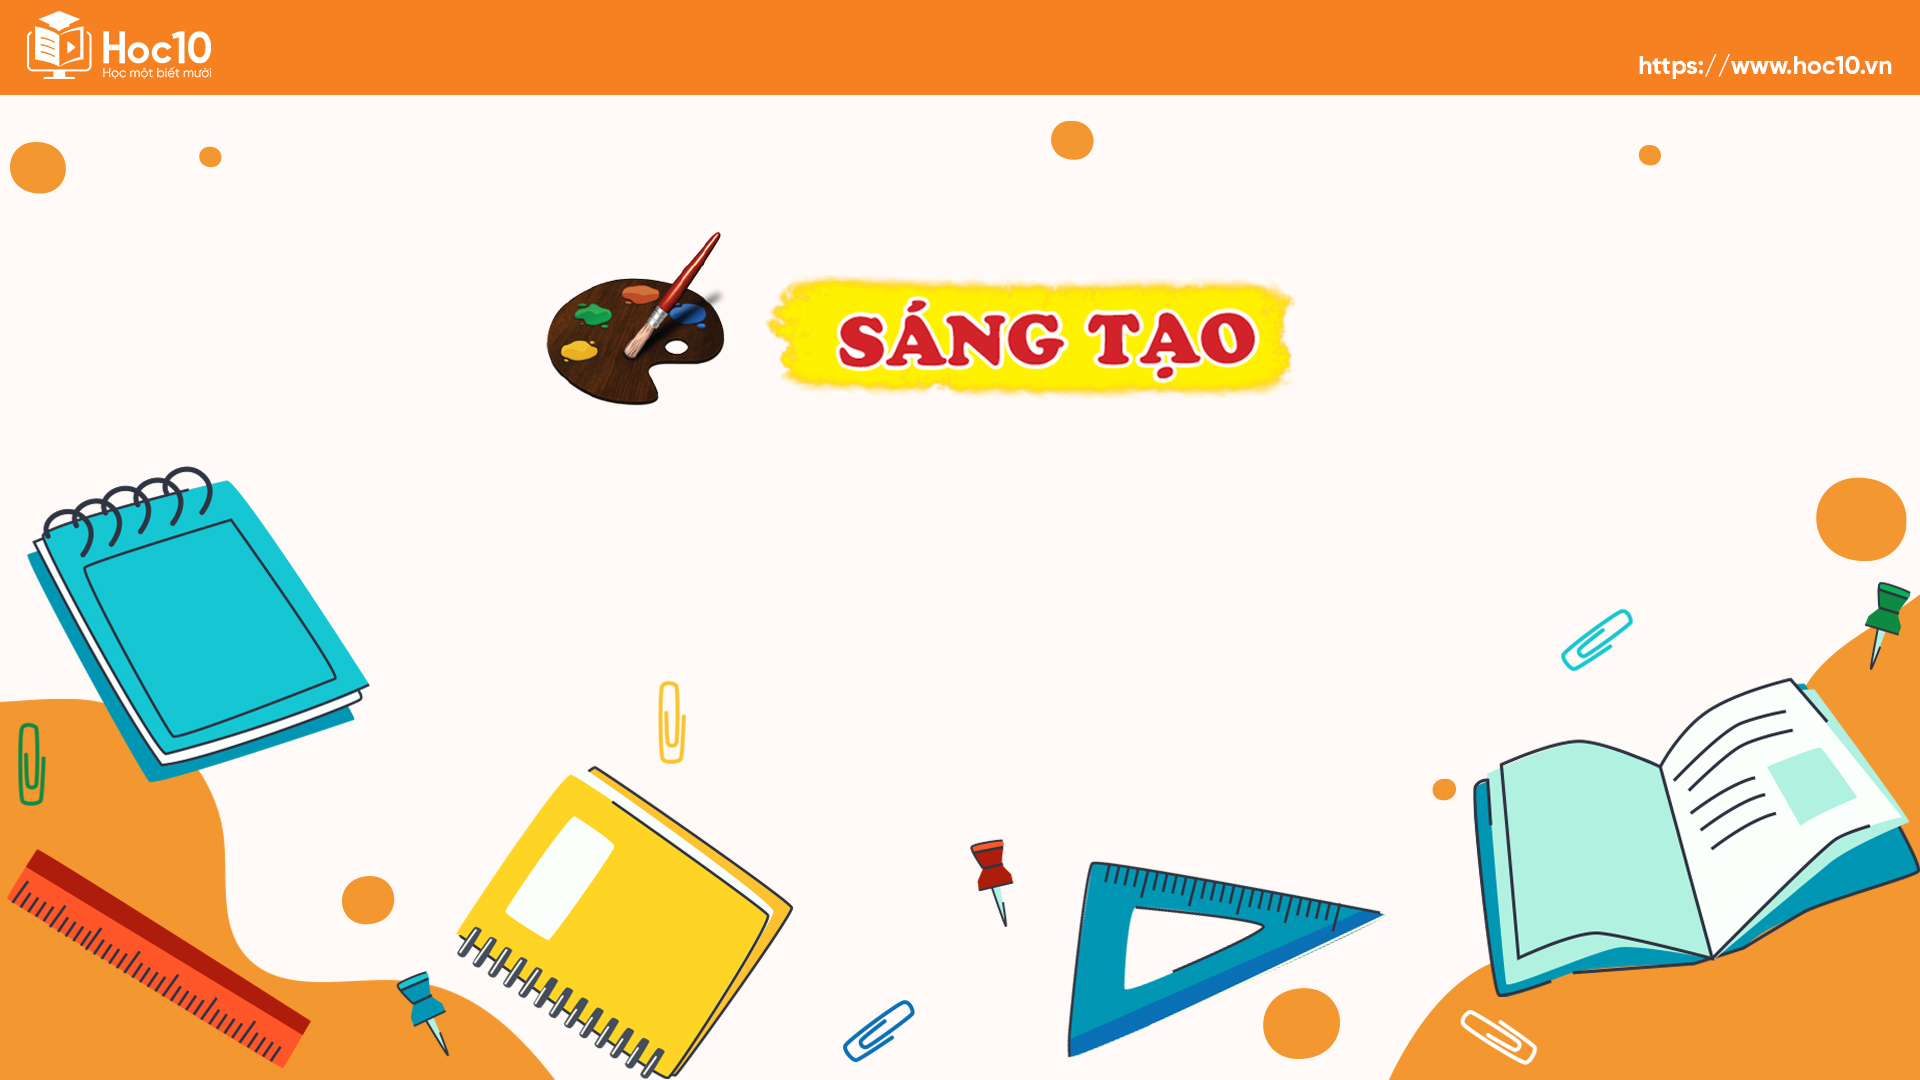 Hoc10
Học một biết mười
https://www.hoc10.vn
SÁNG TẠO